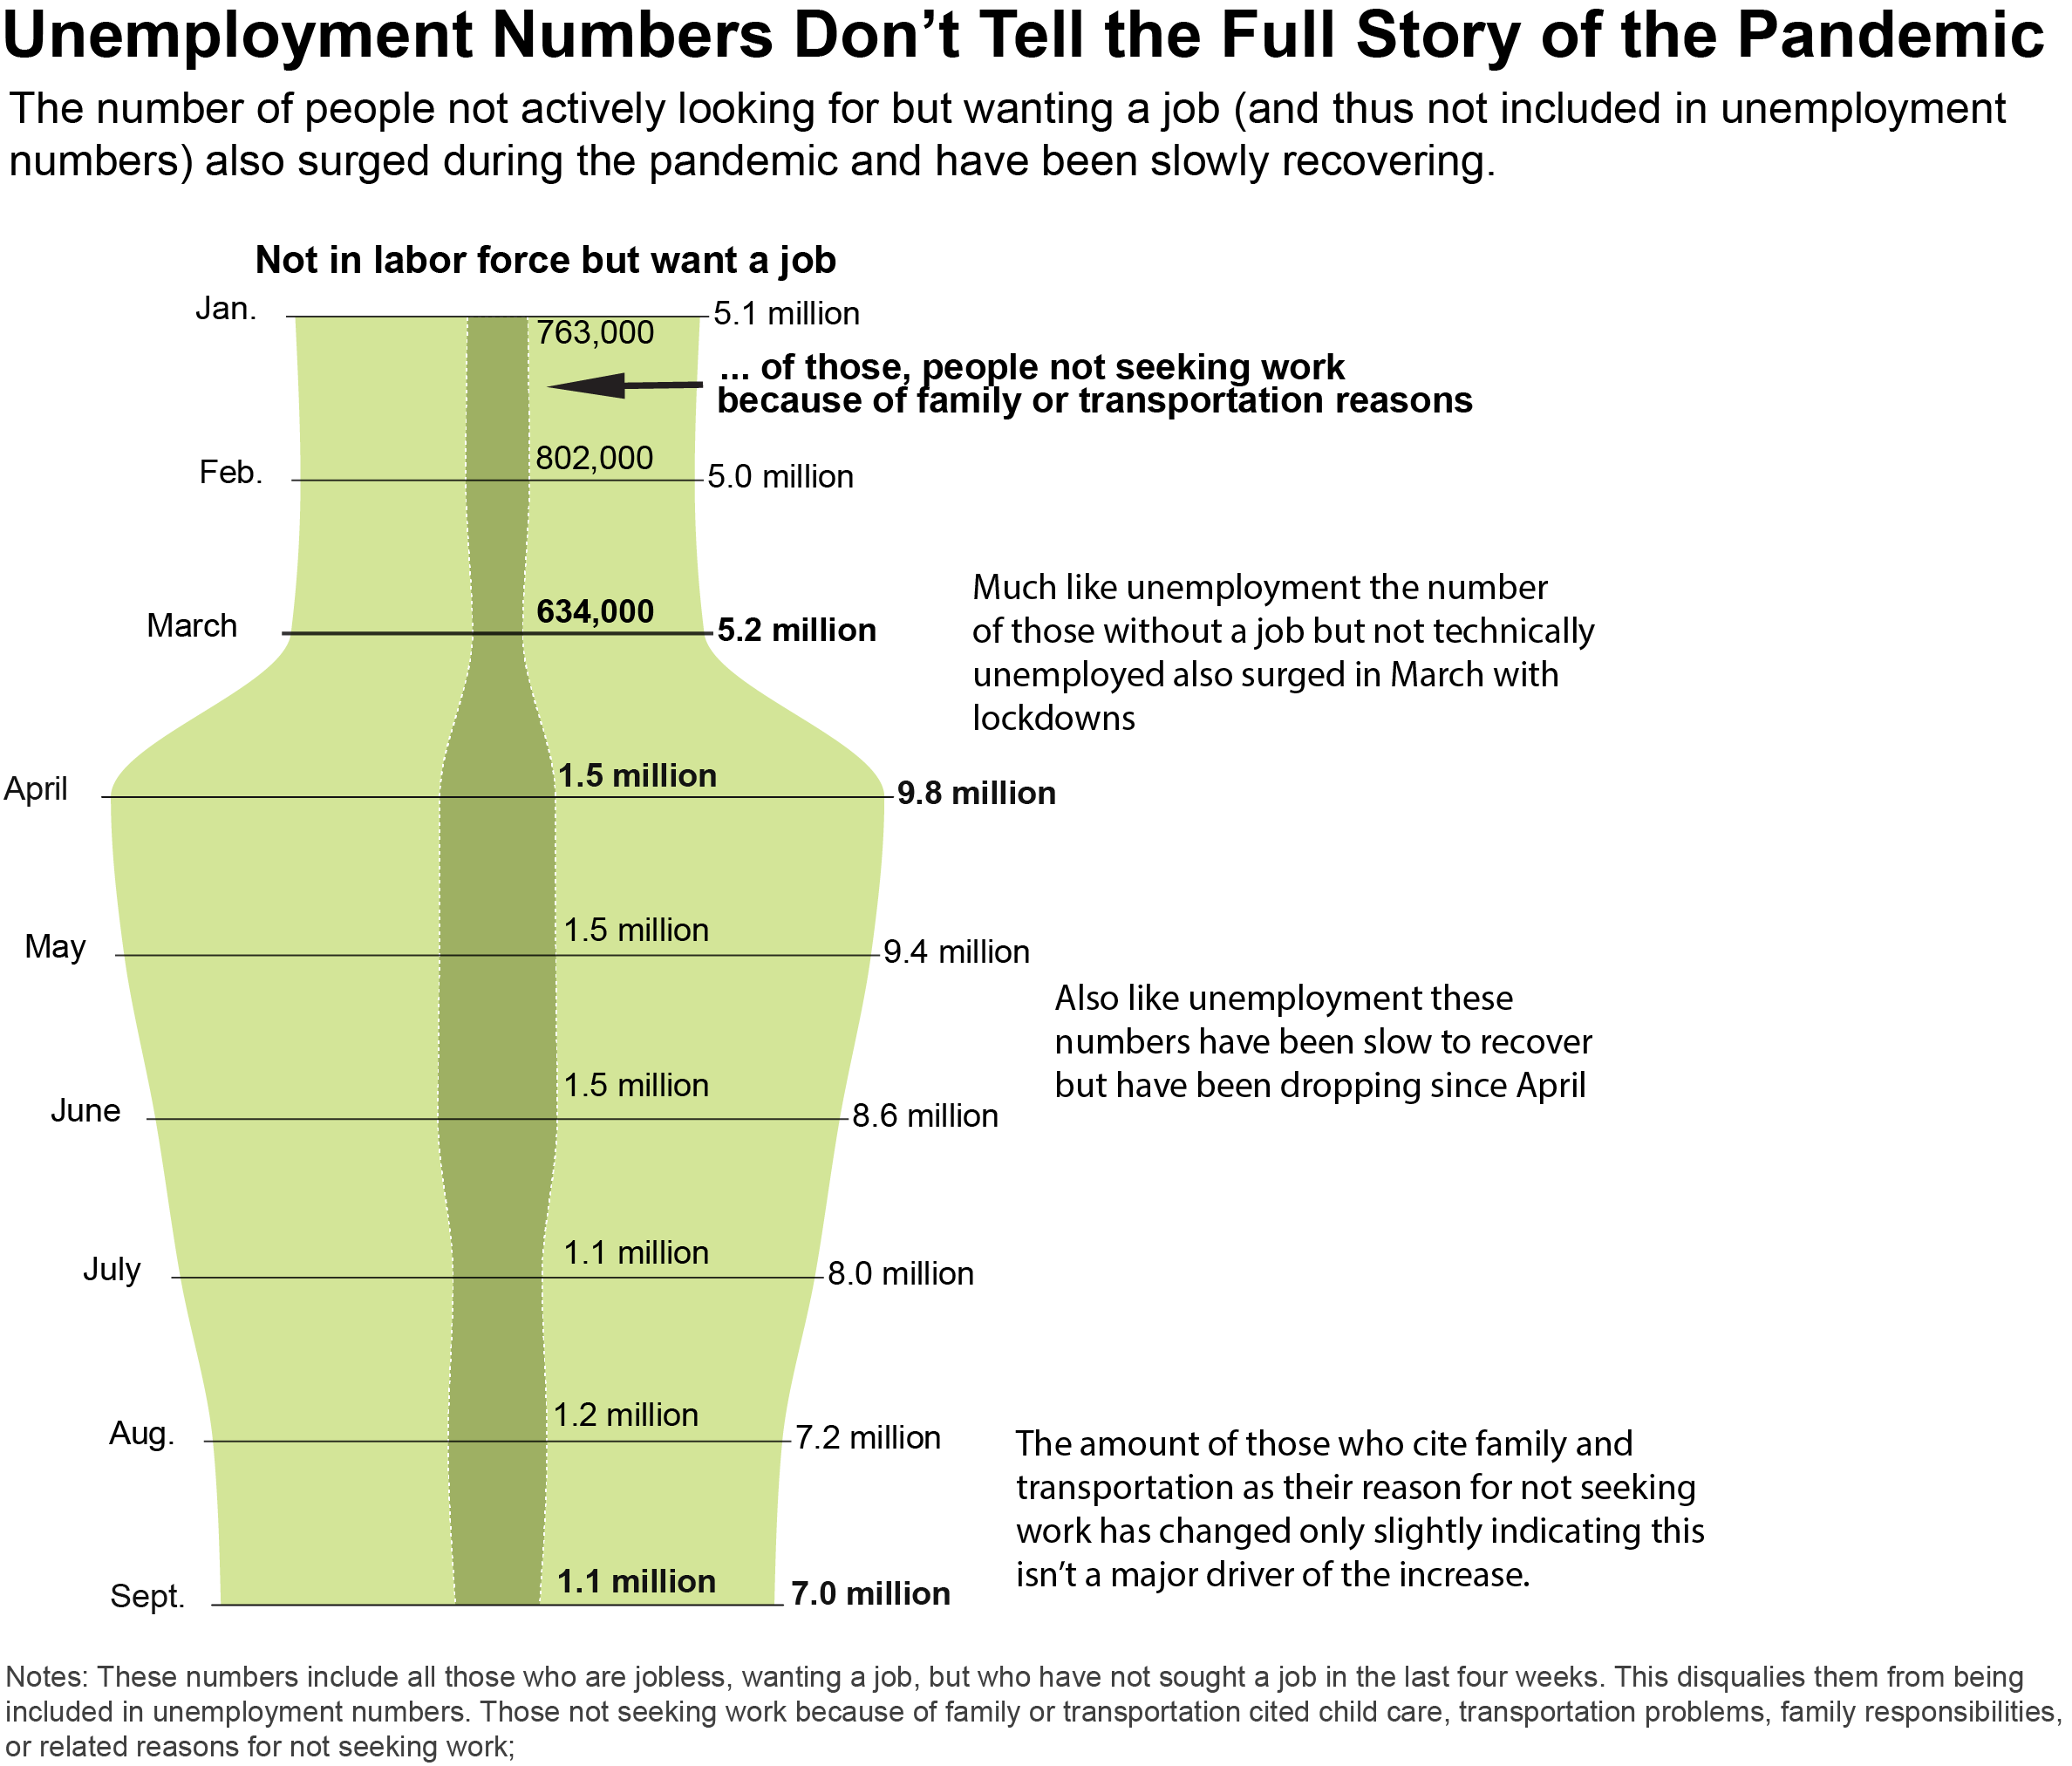 Unemployment Numbers Don’t Tell the Full Story of the Pandemic
The number of people not actively looking for but wanting a job (and thus not included in unemployment
numbers) also surged during the pandemic and have been slowly recovering.
Not in labor force but want a job
Jan.
5.1 million
763,000
... of those, people not seeking work
because of family or transportation reasons
Feb.
802,000
5.0 million
Much like unemployment the number
of those without a job but not technically
unemployed also surged in March with
lockdowns
March
634,000
5.2 million
April
1.5 million
9.8 million
May
1.5 million
9.4 million
Also like unemployment these
numbers have been slow to recover
but have been dropping since April
June
1.5 million
8.6 million
July
1.1 million
8.0 million
Aug.
1.2 million
7.2 million
The amount of those who cite family and
transportation as their reason for not seeking
work has changed only slightly indicating this
isn’t a major driver of the increase.
Sept.
1.1 million
7.0 million
Notes: These numbers include all those who are jobless, wanting a job, but who have not sought a job in the last four weeks. This disqualies them from being
included in unemployment numbers. Those not seeking work because of family or transportation cited child care, transportation problems, family responsibilities,
or related reasons for not seeking work;